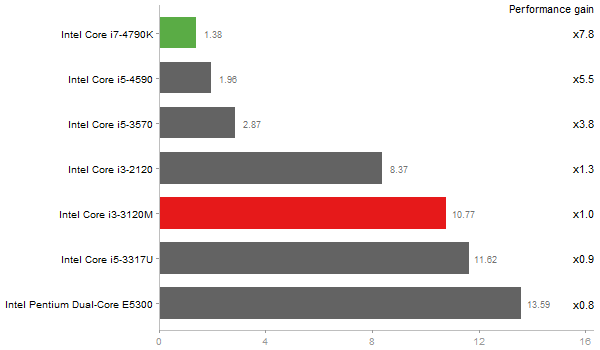 Performance gain
Intel Core i7-4790K 1.38 x7.8
Intel Core i5-4590 1.96 x5.5
Intel Core i5-3570 2.87 x3.8
Intel Core i3-2120 8.37 x1.3
Intel Core i3-3120M 10.77 x1.0
Intel Core i5-3317U 11.62 x0.9
Intel Pentium Dual-Core E5300 13.59 x0.8
0 4 8 12 16